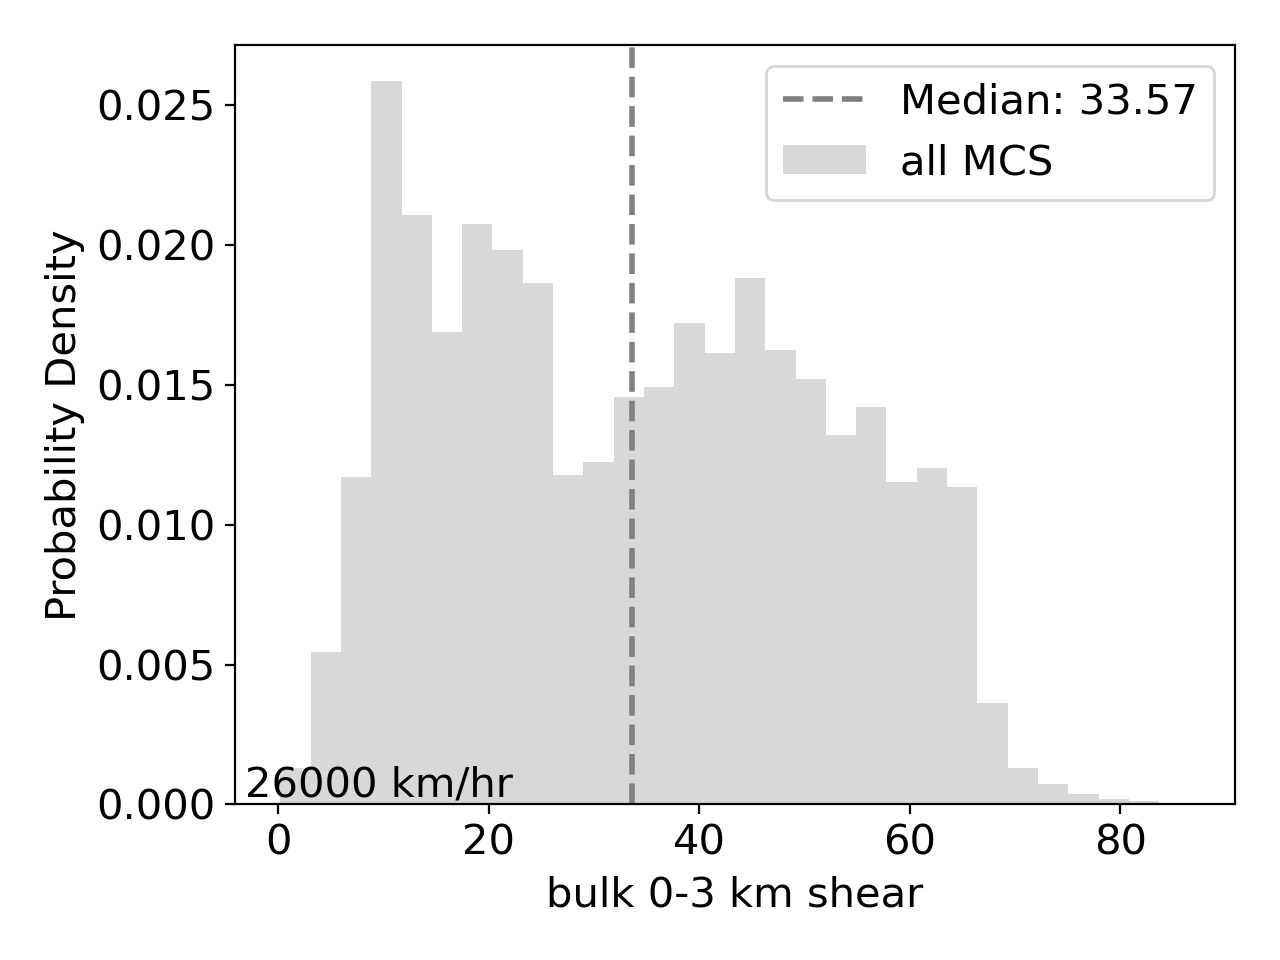 Median: 33.57
all MCS
0.025
0.020
0.015
0.010
0.005
0.000
Probability Density
26000 km/hr
0 20 40 60 80
bulk 0-3 km shear